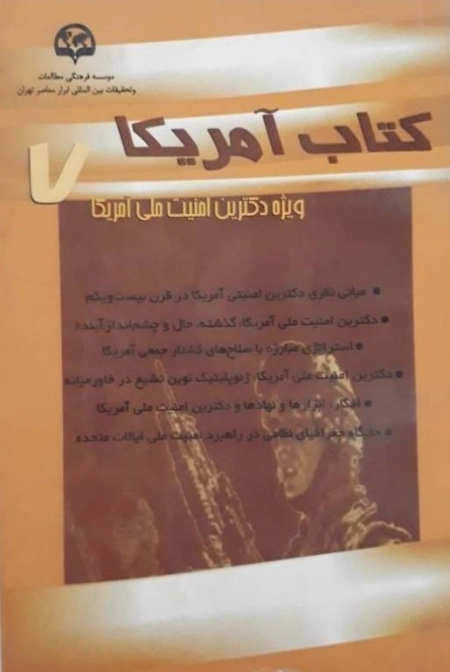 موسسه فرهنگی مطالعات
و تحقیقات بین المللی ابرار معاصر تهران
کتاب آمریکا
۷
ویژه دکترین امنیت ملی آمریکا
• مبانی نظری دکترین امنیتی آمریکا در قرن بیست‌ویکم
• دکترین امنیت ملی آمریکا، گذشته، حال و چشم‌انداز آینده
• استراتژی مبارزه با سلاح‌های کشتار جمعی آمریکا
• دکترین امنیت ملی آمریکا، ژئوپلیتیک نوین تشیع در خاورمیانه
• افکار، ابزارها و نهادها و دکترین امنیت ملی آمریکا
• جایگاه جغرافیای نظامی در راهبرد امنیت ملی ایالات متحده